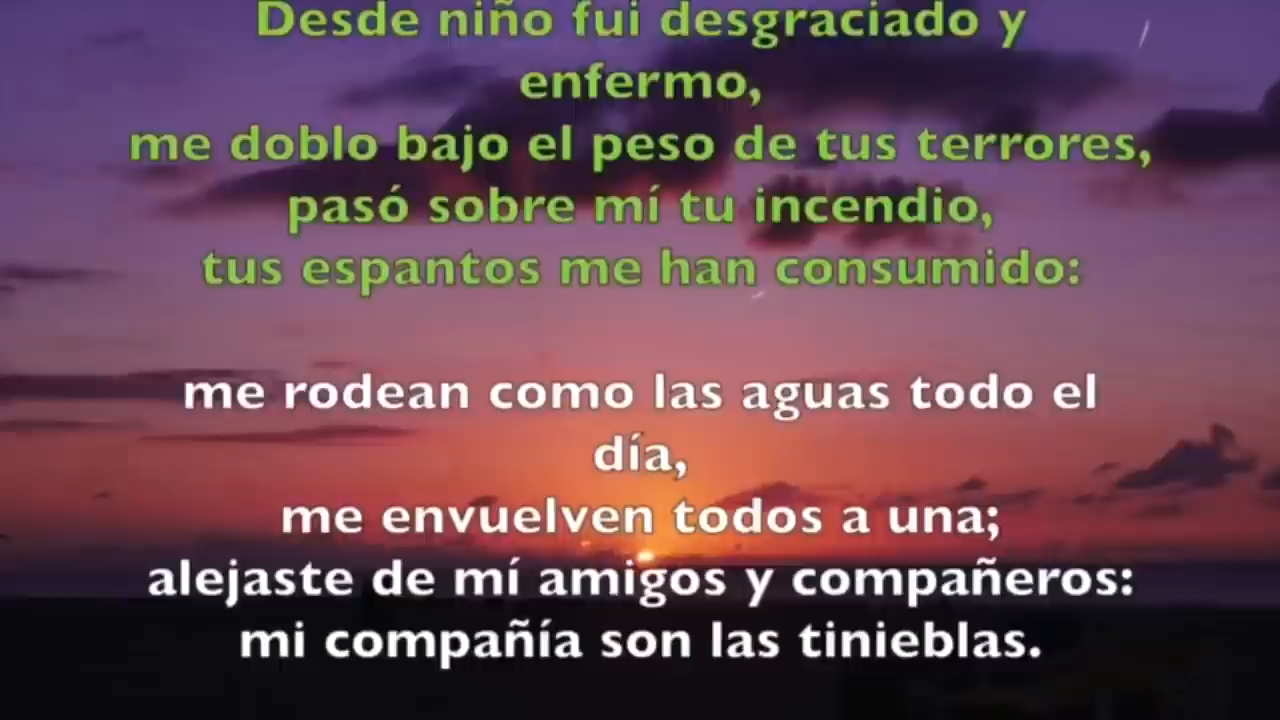 Desde niño fui desgraciado y
enfermo,
me doblo bajo el peso de tus terrores,
pasó sobre mí tu incendio,
tus espantos me han consumido:
me rodean como las aguas todo el
día,
me envuelven todos a una;
alejaste de mí amigos y compañeros:
mi compañía son las tinieblas.